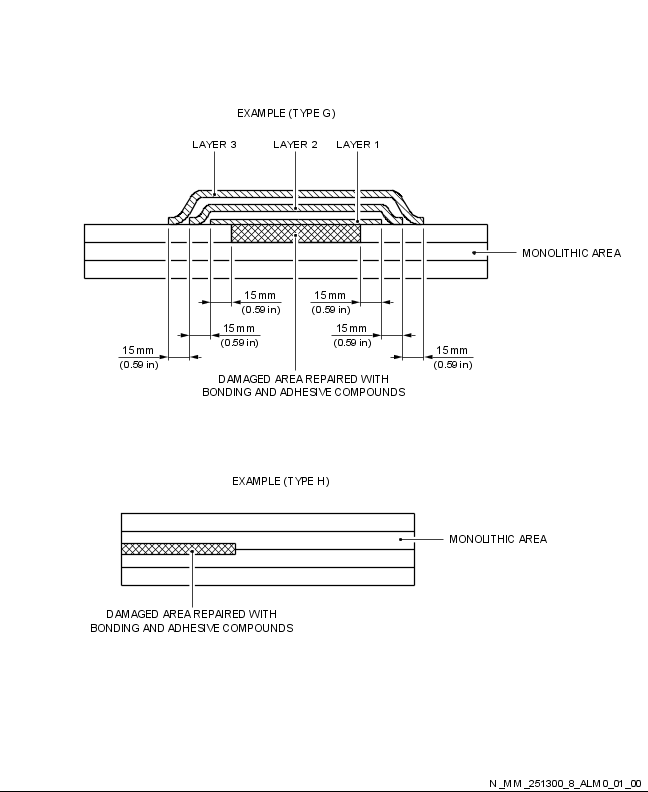 EXAMPLE (TYPE G)
LAYER 3 LAYER 2 LAYER 1
MONOLITHIC AREA
15 mm 15 mm
(0.59 in) (0.59 in)
15 mm 15 mm
(0.59 in) (0.59 in)
15 mm 15 mm
(0.59 in) (0.59 in)
DAMAGED AREA REPAIRED WITH
BONDING AND ADHESIVE COMPOUNDS
EXAMPLE (TYPE H)
MONOLITHIC AREA
DAMAGED AREA REPAIRED WITH
BONDING AND ADHESIVE COMPOUNDS
N_MM_251300_8_ALM0_01_00